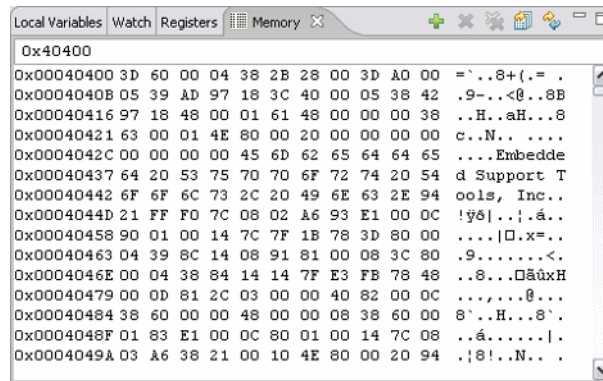 Local Variables Watch Registers Memory
0x40400
0x00040400 3D 60 00 04 38 2B 28 00 3D A0 00 =`..8+(.= .
0x0004040B 05 39 AD 97 18 3C 40 00 05 38 42 .9-..<@..8B
0x00040416 97 18 48 00 01 61 48 00 00 00 38 ..H..aH...8
0x00040421 63 00 01 4E 80 00 20 00 00 00 00 c..N.. ....
0x0004042C 00 00 00 00 45 6D 62 65 64 64 65 ....Embedde
0x00040437 64 20 53 75 70 70 6F 72 74 20 54 d Support T
0x00040442 6F 6F 6C 73 2C 20 49 6E 63 2E 94 ools, Inc..
0x0004044D 21 FF F0 7C 08 02 A6 93 E1 00 0C !ÿð|..¦.á..
0x00040458 90 01 00 14 7C 7F 1B 78 3D 80 00 ....|□.x=..
0x00040463 04 39 8C 14 08 91 81 00 08 3C 80 .9.......<.
0x0004046E 00 04 38 84 14 14 7F E3 FB 78 48 ..8...□ãûxH
0x00040479 00 0D 81 2C 03 00 00 40 82 00 0C ...,...@...
0x00040484 38 60 00 00 48 00 00 08 38 60 00 8`..H...8`.
0x0004048F 01 83 E1 00 0C 80 01 00 14 7C 08 ..á......|.
0x0004049A 03 A6 38 21 00 10 4E 80 00 20 94 .¦8!..N.. .